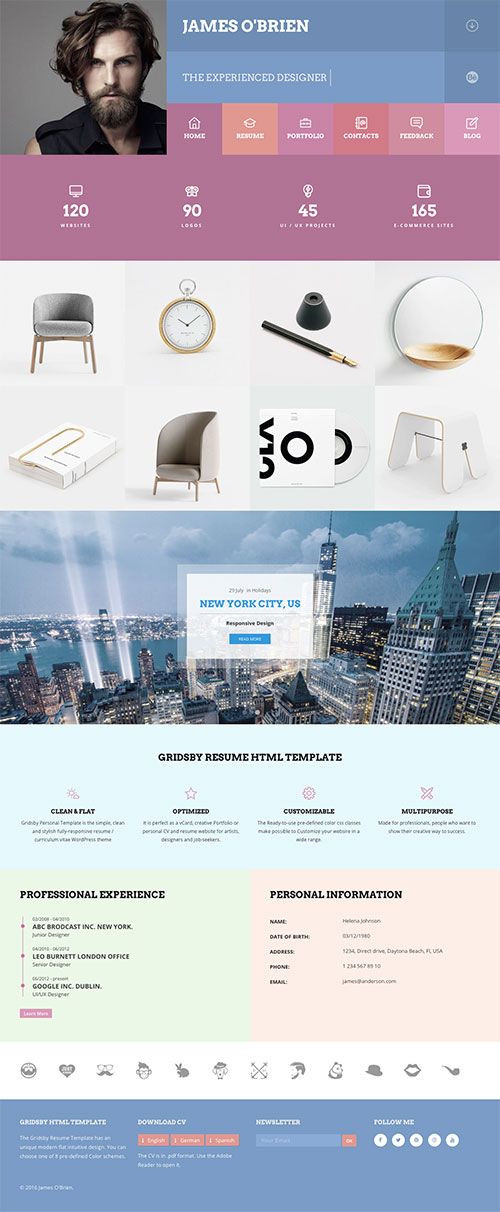 JAMES O'BRIEN
THE EXPERIENCED DESIGNER
HOME
RESUME
PORTFOLIO
CONTACTS
FEEDBACK
BLOG
120
WEBSITES
90
LOGOS
45
UI / UX PROJECTS
165
E-COMMERCE SITES
29 July in Holidays
NEW YORK CITY, US
Responsive Design
READ MORE
GRIDSBY RESUME HTML TEMPLATE
CLEAN & FLAT
Gridsby Personal Template is the simple, clean
and stylish fully-responsive resume /
curriculum vitae WordPress theme
OPTIMIZED
It is perfect as a vCard, creative Portfolio or
personal CV and resume website for artists,
designers and job-seekers.
CUSTOMIZABLE
The Ready-to-use pre-defined color css classes
make possible to Customize your website in a
wide range.
MULTIPURPOSE
Made for professionals, people who want to
show their creative way to success.
PROFESSIONAL EXPERIENCE
02/2008 - 04/2010
ABC BRODCAST INC. NEW YORK.
Junior Designer
04/2010 - 06/2012
LEO BURNETT LONDON OFFICE
Senior Designer
06/2012 - present
GOOGLE INC. DUBLIN.
UI/UX Designer
Learn More
PERSONAL INFORMATION
NAME: Helena Johnson
DATE OF BIRTH: 03/12/1980
ADDRESS: 1234, Direct drive, Daytona Beach, Fl, USA
PHONE: 1 234 567 89 10
EMAIL: james@anderson.com
GRIDSBY HTML TEMPLATE
The Gridsby Resume Template has an
unique modern flat intuitive design. You can
choose one of 8 pre-defined Color schemes.
DOWNLOAD CV
English
German
Spanish
The CV is in .pdf format. Use the Adobe
Reader to open it.
NEWSLETTER
Your Email
OK
FOLLOW ME
© 2016 James O'Brien.